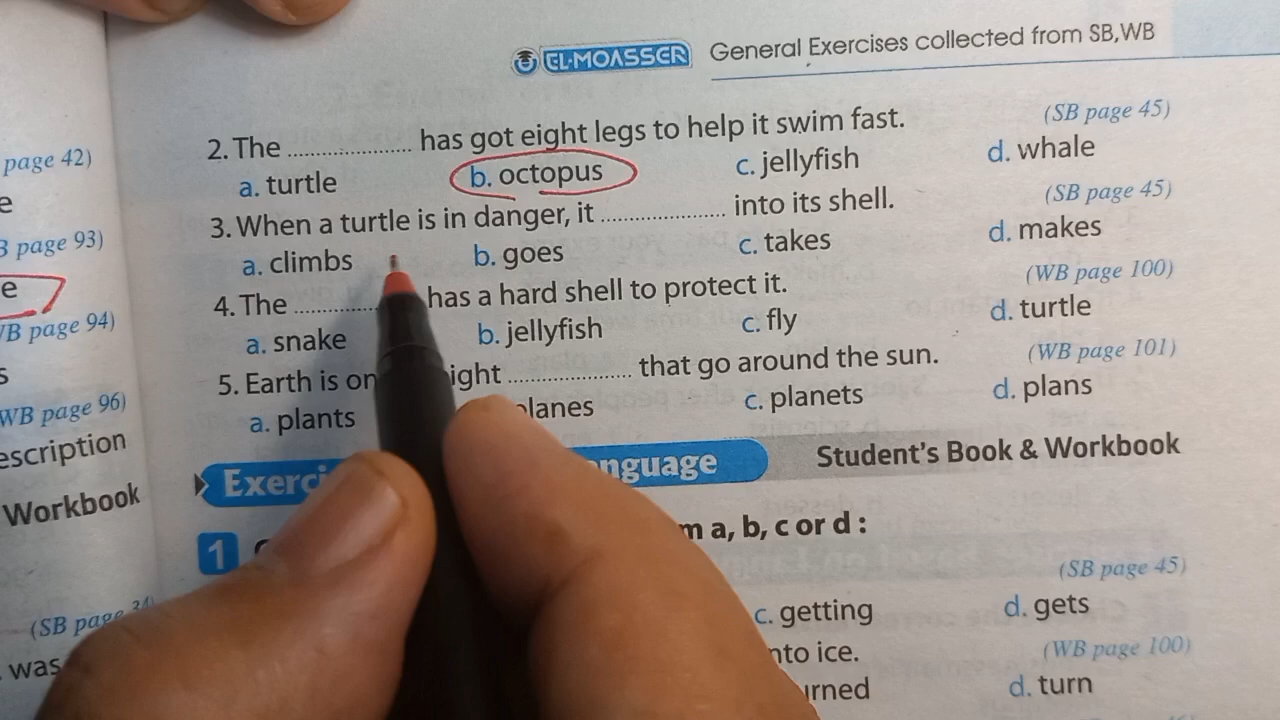 EL-MOASSER General Exercises collected from SB,WB
page 42)
e
page 93)
e
WB page 94)
s
WB page 96)
escription
Workbook
(SB page 34)
was
2. The ........................ has got eight legs to help it swim fast. (SB page 45)
a. turtle b. octopus c. jellyfish d. whale
3. When a turtle is in danger, it ........................ into its shell. (SB page 45)
a. climbs b. goes c. takes d. makes
4. The ........................ has a hard shell to protect it. (WB page 100)
a. snake b. jellyfish c. fly d. turtle
5. Earth is on ight ........................ that go around the sun. (WB page 101)
a. plants lanes c. planets d. plans
Exerci nguage Student's Book & Workbook
1 m a, b, c or d :
(SB page 45)
c. getting d. gets
nto ice. (WB page 100)
urned d. turn